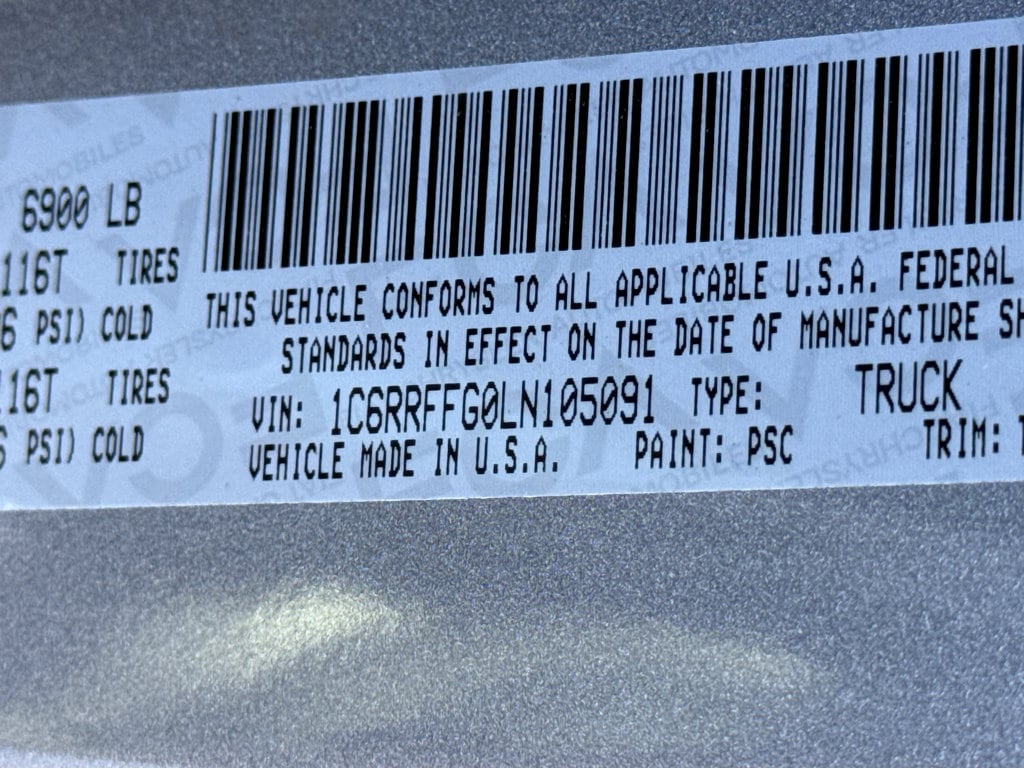 6900 LB
116T TIRES
6 PSI) COLD
116T TIRES
PSI) COLD
THIS VEHICLE CONFORMS TO ALL APPLICABLE U.S.A. FEDERAL
STANDARDS IN EFFECT ON THE DATE OF MANUFACTURE SH
VIN: 1C6RRFFG0LN105091 TYPE: TRUCK
VEHICLE MADE IN U.S.A. PAINT: PSC TRIM: